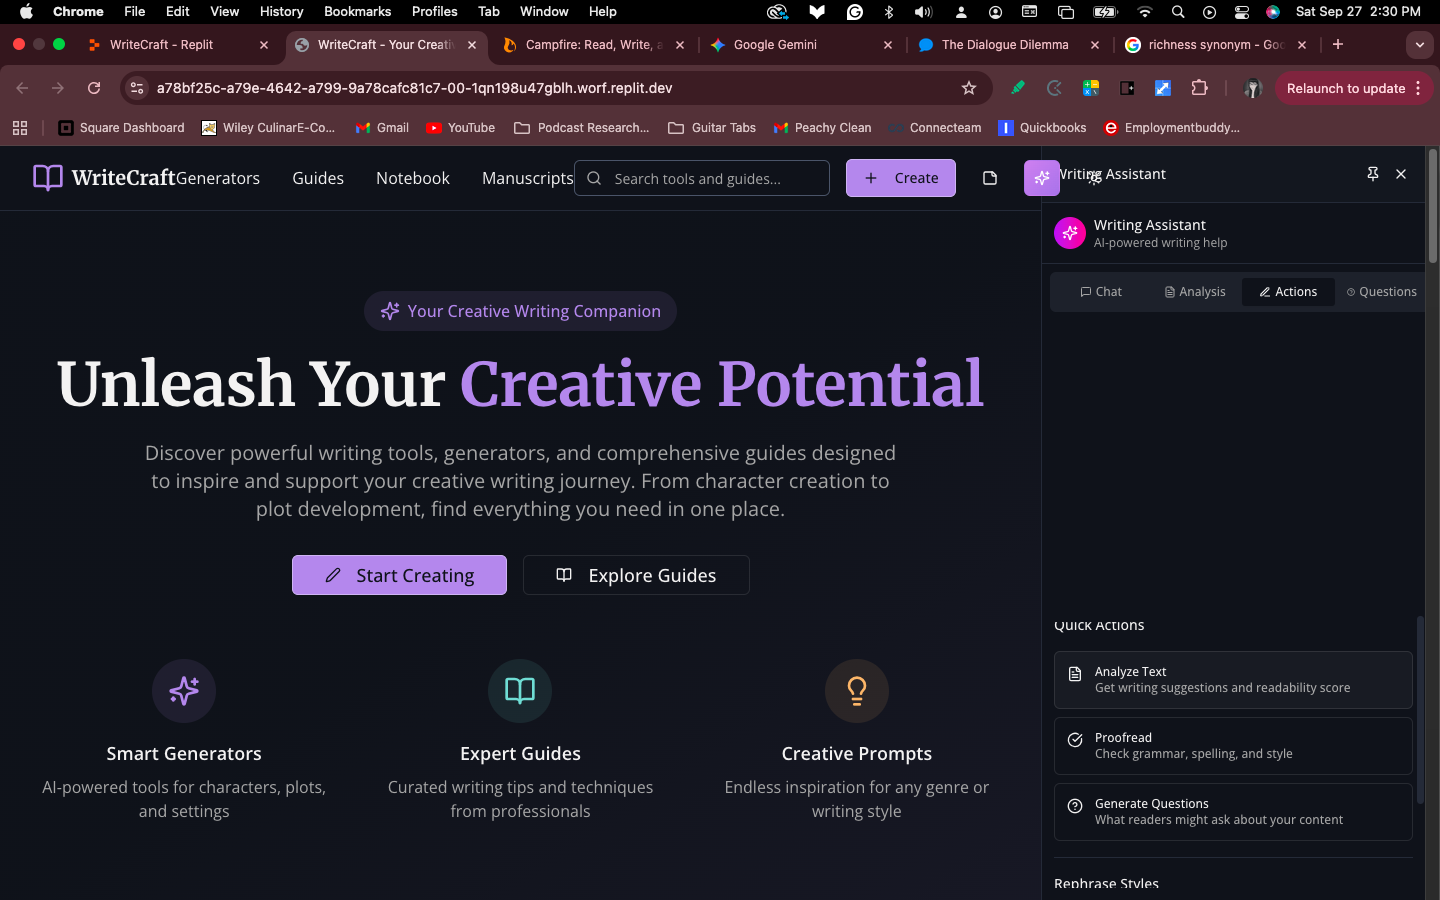 Chrome File Edit View History Bookmarks Profiles Tab Window Help Sat Sep 27 2:30 PM
WriteCraft - Replit WriteCraft - Your Creati Campfire: Read, Write, a Google Gemini The Dialogue Dilemma richness synonym - Goo
a78bf25c-a79e-4642-a799-9a78cafc81c7-00-1qn198u47gblh.worf.replit.dev Relaunch to update
Square Dashboard Wiley CulinarE-Co... Gmail YouTube Podcast Research... Guitar Tabs Peachy Clean Connecteam Quickbooks Employmentbuddy...
WriteCraft Generators Guides Notebook Manuscripts Search tools and guides... Create
Your Creative Writing Companion
Unleash Your Creative Potential
Discover powerful writing tools, generators, and comprehensive guides designed
to inspire and support your creative writing journey. From character creation to
plot development, find everything you need in one place.
Start Creating Explore Guides
Smart Generators
AI-powered tools for characters, plots,
and settings
Expert Guides
Curated writing tips and techniques
from professionals
Creative Prompts
Endless inspiration for any genre or
writing style
Writing Assistant
Writing Assistant
AI-powered writing help
Chat Analysis Actions Questions
Quick Actions
Analyze Text
Get writing suggestions and readability score
Proofread
Check grammar, spelling, and style
Generate Questions
What readers might ask about your content
Rephrase Styles